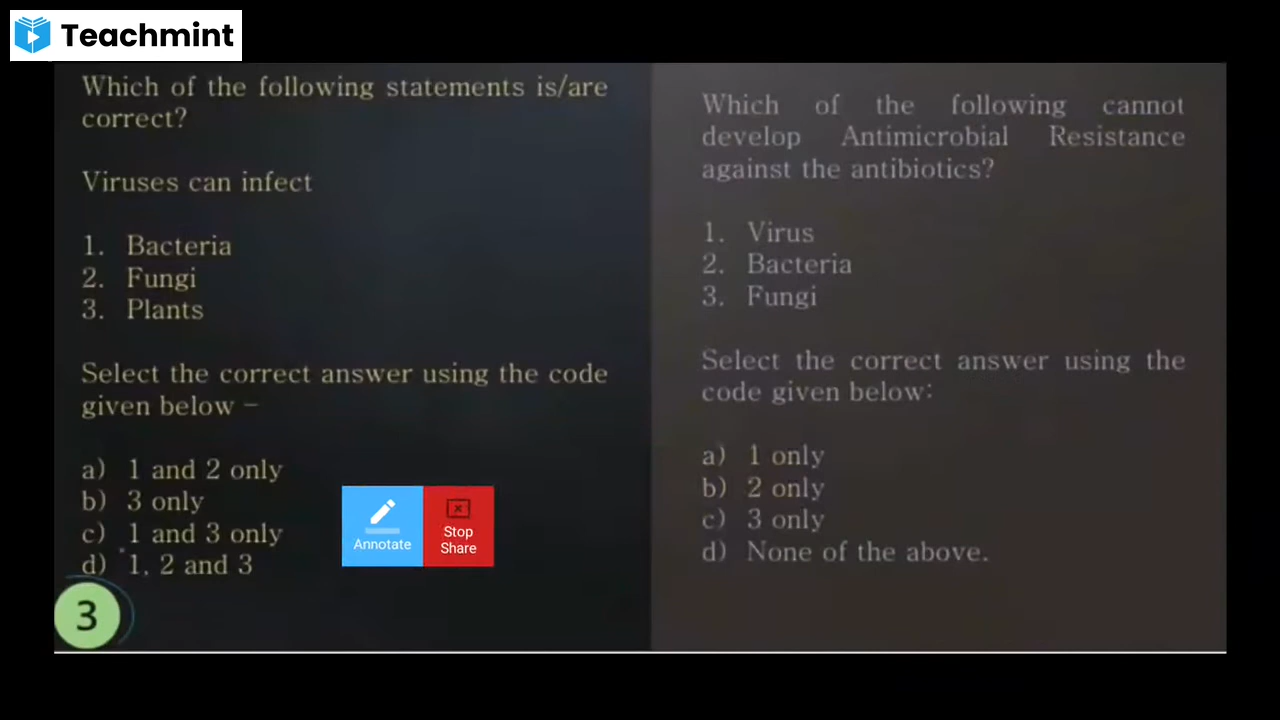 Teachmint
Which of the following statements is/are
correct?
Viruses can infect
1. Bacteria
2. Fungi
3. Plants
Select the correct answer using the code
given below –
a) 1 and 2 only
b) 3 only
c) 1 and 3 only
d) 1, 2 and 3
3
Annotate
Stop
Share
Which of the following cannot
develop Antimicrobial Resistance
against the antibiotics?
1. Virus
2. Bacteria
3. Fungi
Select the correct answer using the
code given below:
a) 1 only
b) 2 only
c) 3 only
d) None of the above.